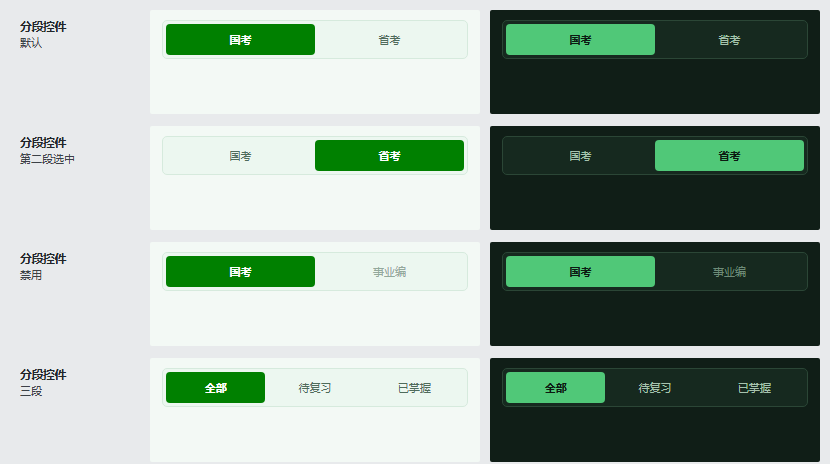 分段控件
默认
国考 省考 国考 省考
分段控件
第二段选中
国考 省考 国考 省考
分段控件
禁用
国考 事业编 国考 事业编
分段控件
三段
全部 待复习 已掌握 全部 待复习 已掌握